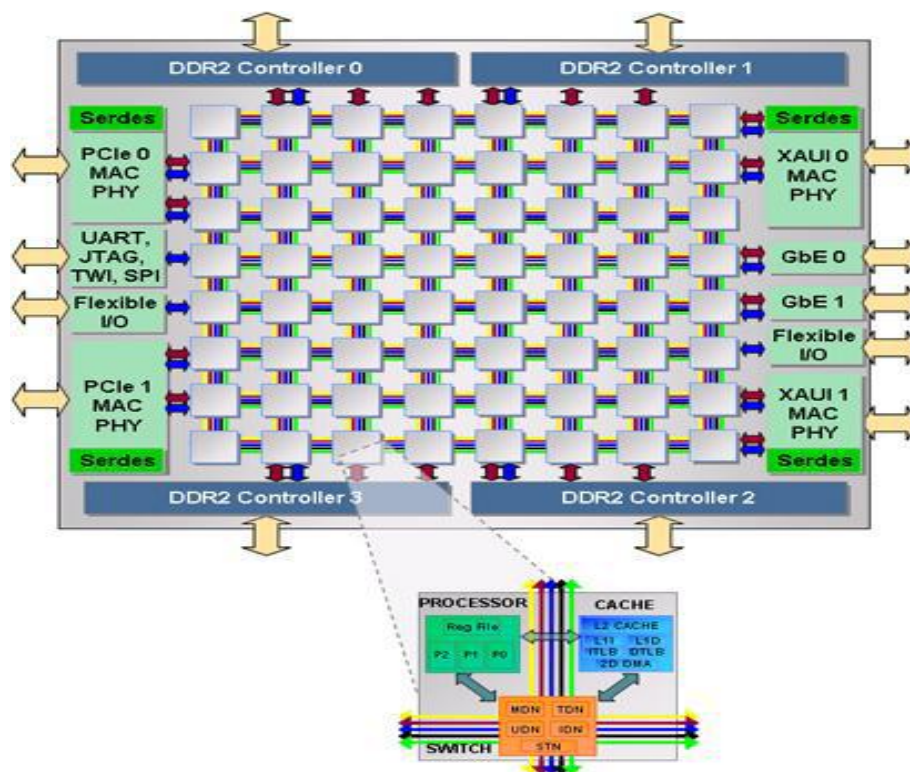 DDR2 Controller 0
DDR2 Controller 1
Serdes
PCIe 0
MAC
PHY
UART,
JTAG,
TWI, SPI
Flexible
I/O
PCIe 1
MAC
PHY
Serdes
Serdes
XAUI 0
MAC
PHY
GbE 0
GbE 1
Flexible
I/O
XAUI 1
MAC
PHY
Serdes
DDR2 Controller 3
DDR2 Controller 2
PROCESSOR
Reg File
P2 P1 P0
CACHE
L2 CACHE
L1I L1D
ITLB DTLB
2D DMA
MDN TDN
UDN IDN
STN
SWITCH